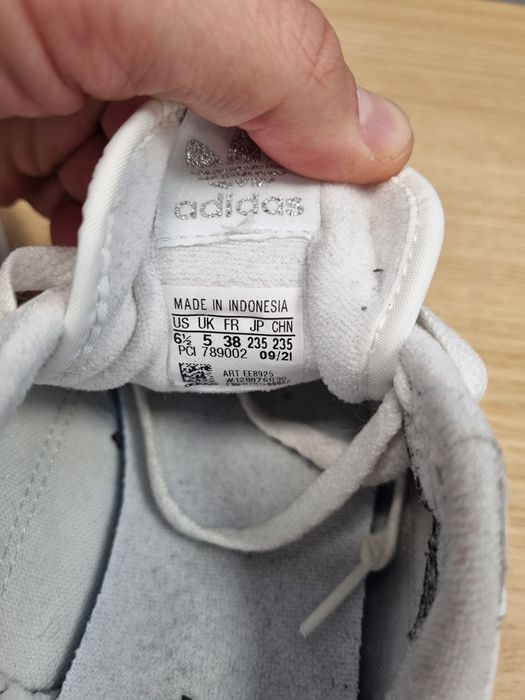 adidas
MADE IN INDONESIA
US UK FR JP CHN
6½ 5 38 235 235
PCI 789002 09/21
ART EE8925